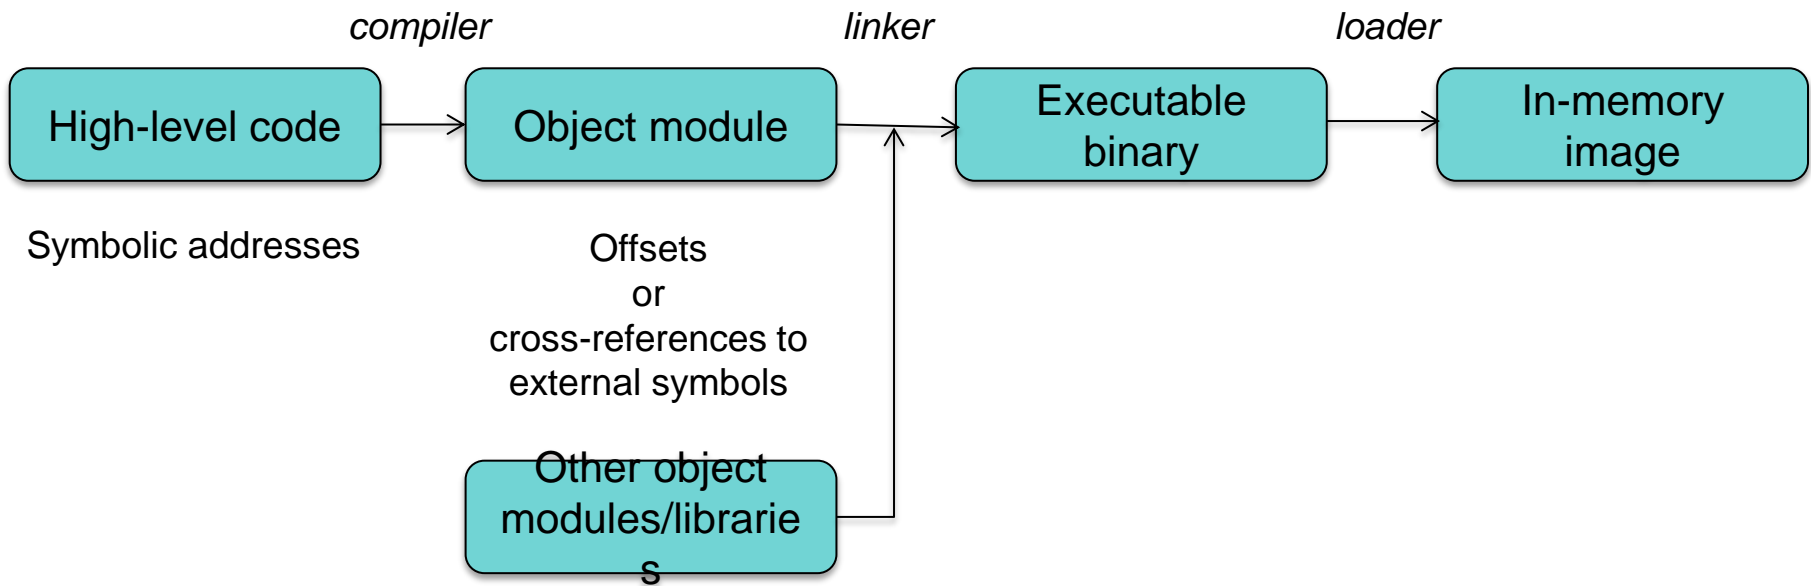 compiler
linker
loader
High-level code
Object module
Executable
binary
In-memory
image
Symbolic addresses
Offsets
or
cross-references to
external symbols
Other object
modules/librarie
s